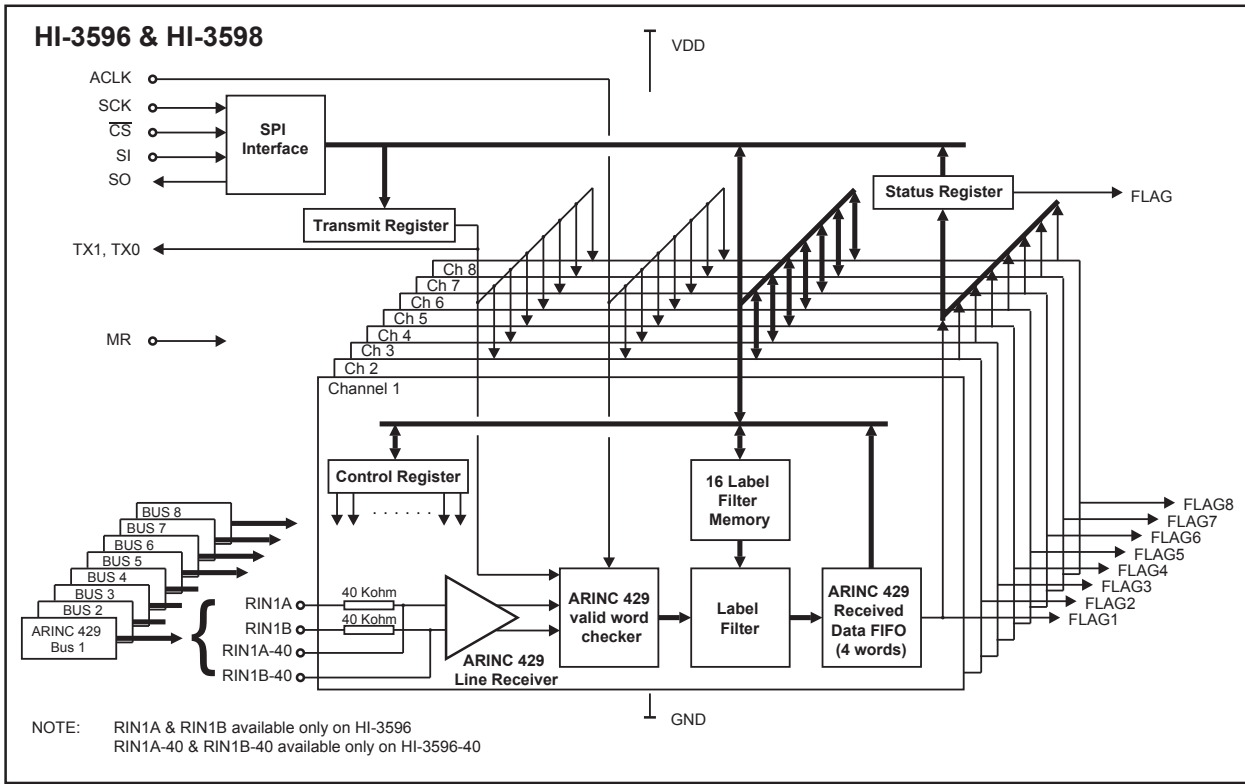 HI-3596 & HI-3598
VDD
ACLK
SCK
CS
SI
SO
SPI
Interface
Status Register
FLAG
Transmit Register
TX1, TX0
MR
Ch 8
Ch 7
Ch 6
Ch 5
Ch 4
Ch 3
Ch 2
Channel 1
Control Register
. . . . . .
16 Label
Filter
Memory
BUS 8
BUS 7
BUS 6
BUS 5
BUS 4
BUS 3
BUS 2
ARINC 429
Bus 1
RIN1A
RIN1B
RIN1A-40
RIN1B-40
40 Kohm
40 Kohm
ARINC 429
Line Receiver
ARINC 429
valid word
checker
Label
Filter
ARINC 429
Received
Data FIFO
(4 words)
FLAG8
FLAG7
FLAG6
FLAG5
FLAG4
FLAG3
FLAG2
FLAG1
GND
NOTE: RIN1A & RIN1B available only on HI-3596
RIN1A-40 & RIN1B-40 available only on HI-3596-40